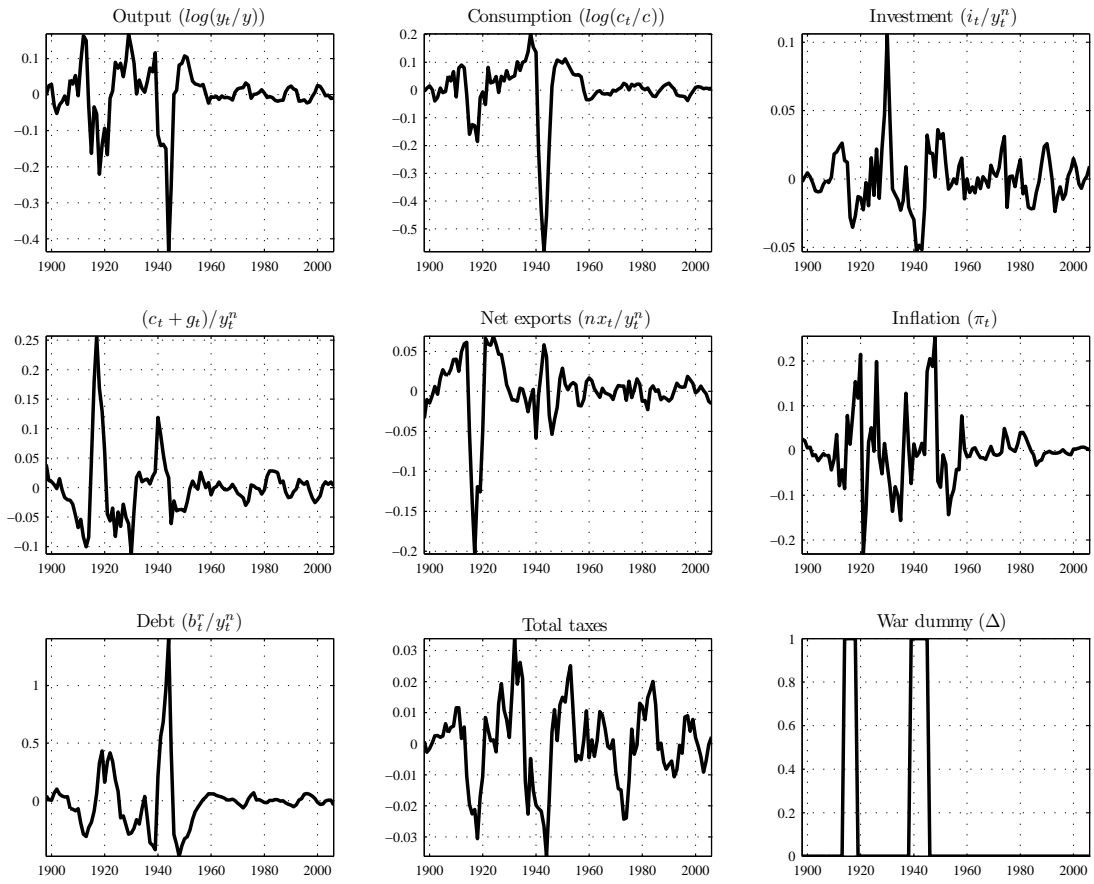 Output (log(y_t/y))
Consumption (log(c_t/c))
Investment (i_t/y_t^n)
0.1
0
−0.1
−0.2
−0.3
−0.4
1900 1920 1940 1960 1980 2000
0.2
0.1
0
−0.1
−0.2
−0.3
−0.4
−0.5
1900 1920 1940 1960 1980 2000
0.1
0.05
0
−0.05
1900 1920 1940 1960 1980 2000
(c_t + g_t)/y_t^n
Net exports (nx_t/y_t^n)
Inflation (π_t)
0.25
0.2
0.15
0.1
0.05
0
−0.05
−0.1
1900 1920 1940 1960 1980 2000
0.05
0
−0.05
−0.1
−0.15
−0.2
1900 1920 1940 1960 1980 2000
0.2
0.1
0
−0.1
−0.2
1900 1920 1940 1960 1980 2000
Debt (b_t^r/y_t^n)
Total taxes
War dummy (Δ)
1
0.5
0
1900 1920 1940 1960 1980 2000
0.03
0.02
0.01
0
−0.01
−0.02
−0.03
1900 1920 1940 1960 1980 2000
1
0.8
0.6
0.4
0.2
0
1900 1920 1940 1960 1980 2000